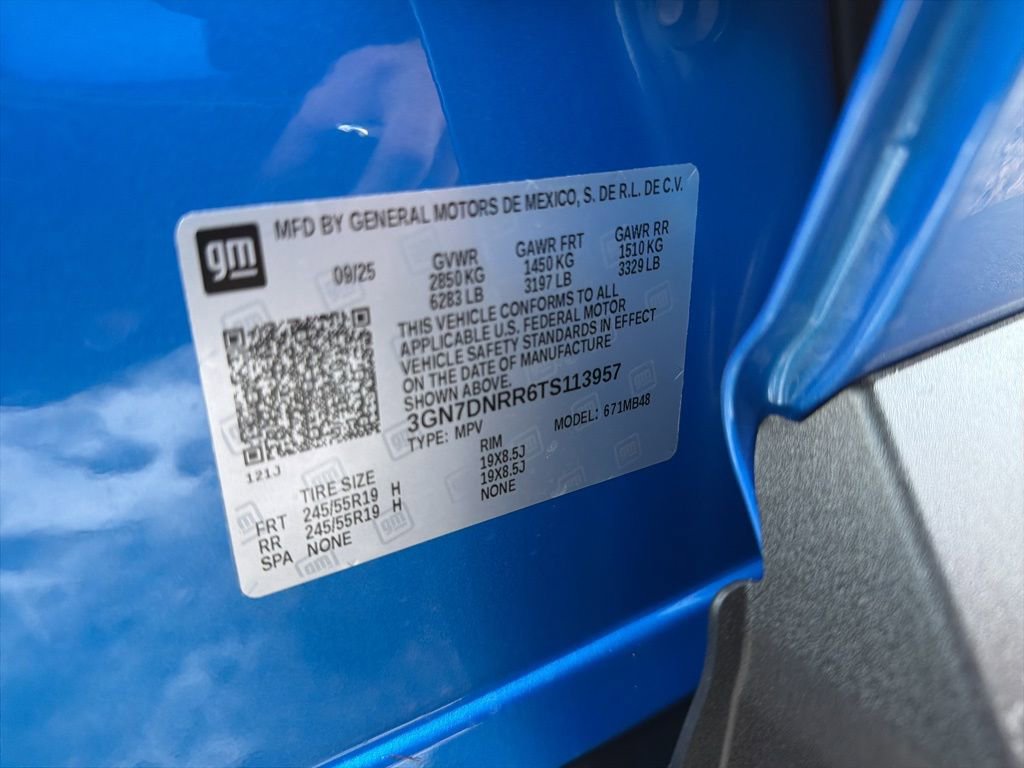 gm
MFD BY GENERAL MOTORS DE MEXICO, S. DE R.L. DE C.V.
09/25
GVWR
2850 KG
6283 LB
GAWR FRT
1450 KG
3197 LB
GAWR RR
1510 KG
3329 LB
THIS VEHICLE CONFORMS TO ALL
APPLICABLE U.S. FEDERAL MOTOR
VEHICLE SAFETY STANDARDS IN EFFECT
ON THE DATE OF MANUFACTURE
SHOWN ABOVE.
3GN7DNRR6TS113957
TYPE: MPV
MODEL: 671MB48
121J
TIRE SIZE
RIM
FRT 245/55R19 H 19X8.5J
RR 245/55R19 H 19X8.5J
SPA NONE NONE